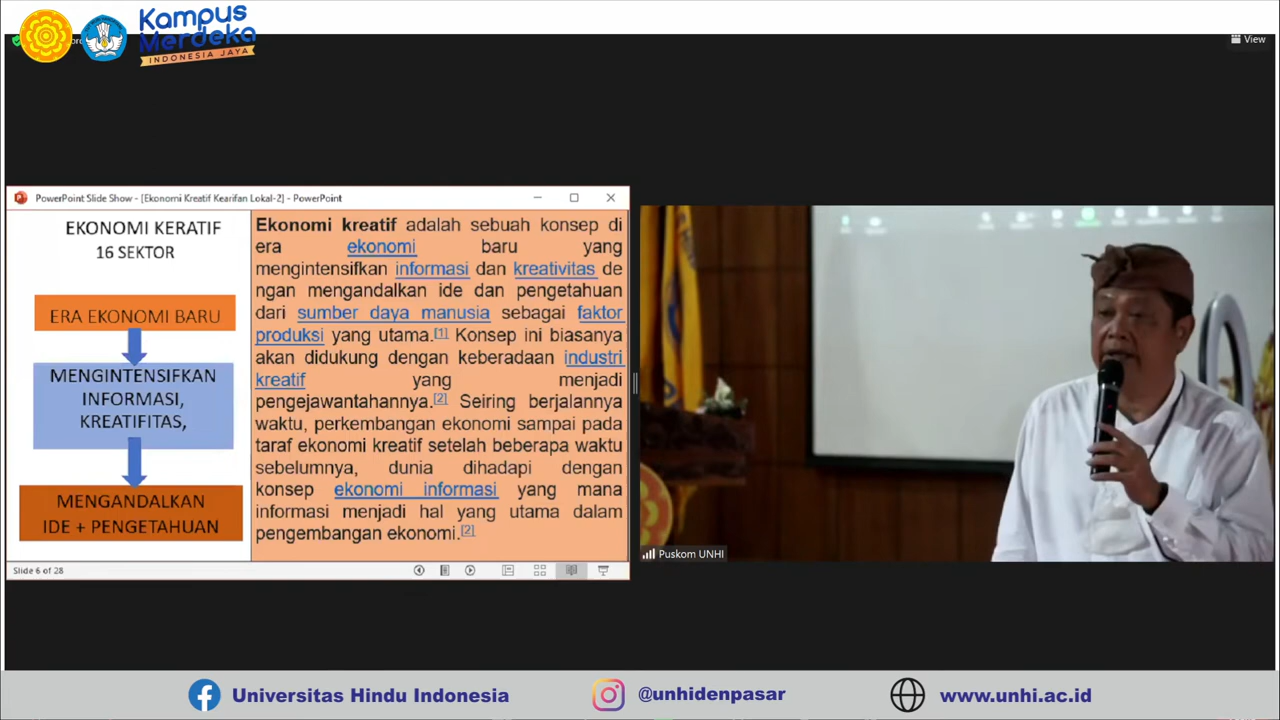 Kampus
Merdeka
INDONESIA JAYA
View
PowerPoint Slide Show - [Ekonomi Kreatif Kearifan Lokal-2] - PowerPoint
EKONOMI KERATIF
16 SEKTOR
ERA EKONOMI BARU
MENGINTENSIFKAN
INFORMASI,
KREATIFITAS,
MENGANDALKAN
IDE + PENGETAHUAN
Ekonomi kreatif adalah sebuah konsep di
era ekonomi baru yang
mengintensifkan informasi dan kreativitas de
ngan mengandalkan ide dan pengetahuan
dari sumber daya manusia sebagai faktor
produksi yang utama.[1] Konsep ini biasanya
akan didukung dengan keberadaan industri
kreatif yang menjadi
pengejawantahannya.[2] Seiring berjalannya
waktu, perkembangan ekonomi sampai pada
taraf ekonomi kreatif setelah beberapa waktu
sebelumnya, dunia dihadapi dengan
konsep ekonomi informasi yang mana
informasi menjadi hal yang utama dalam
pengembangan ekonomi.[2]
Slide 6 of 28
Puskom UNHI
Universitas Hindu Indonesia
@unhidenpasar
www.unhi.ac.id